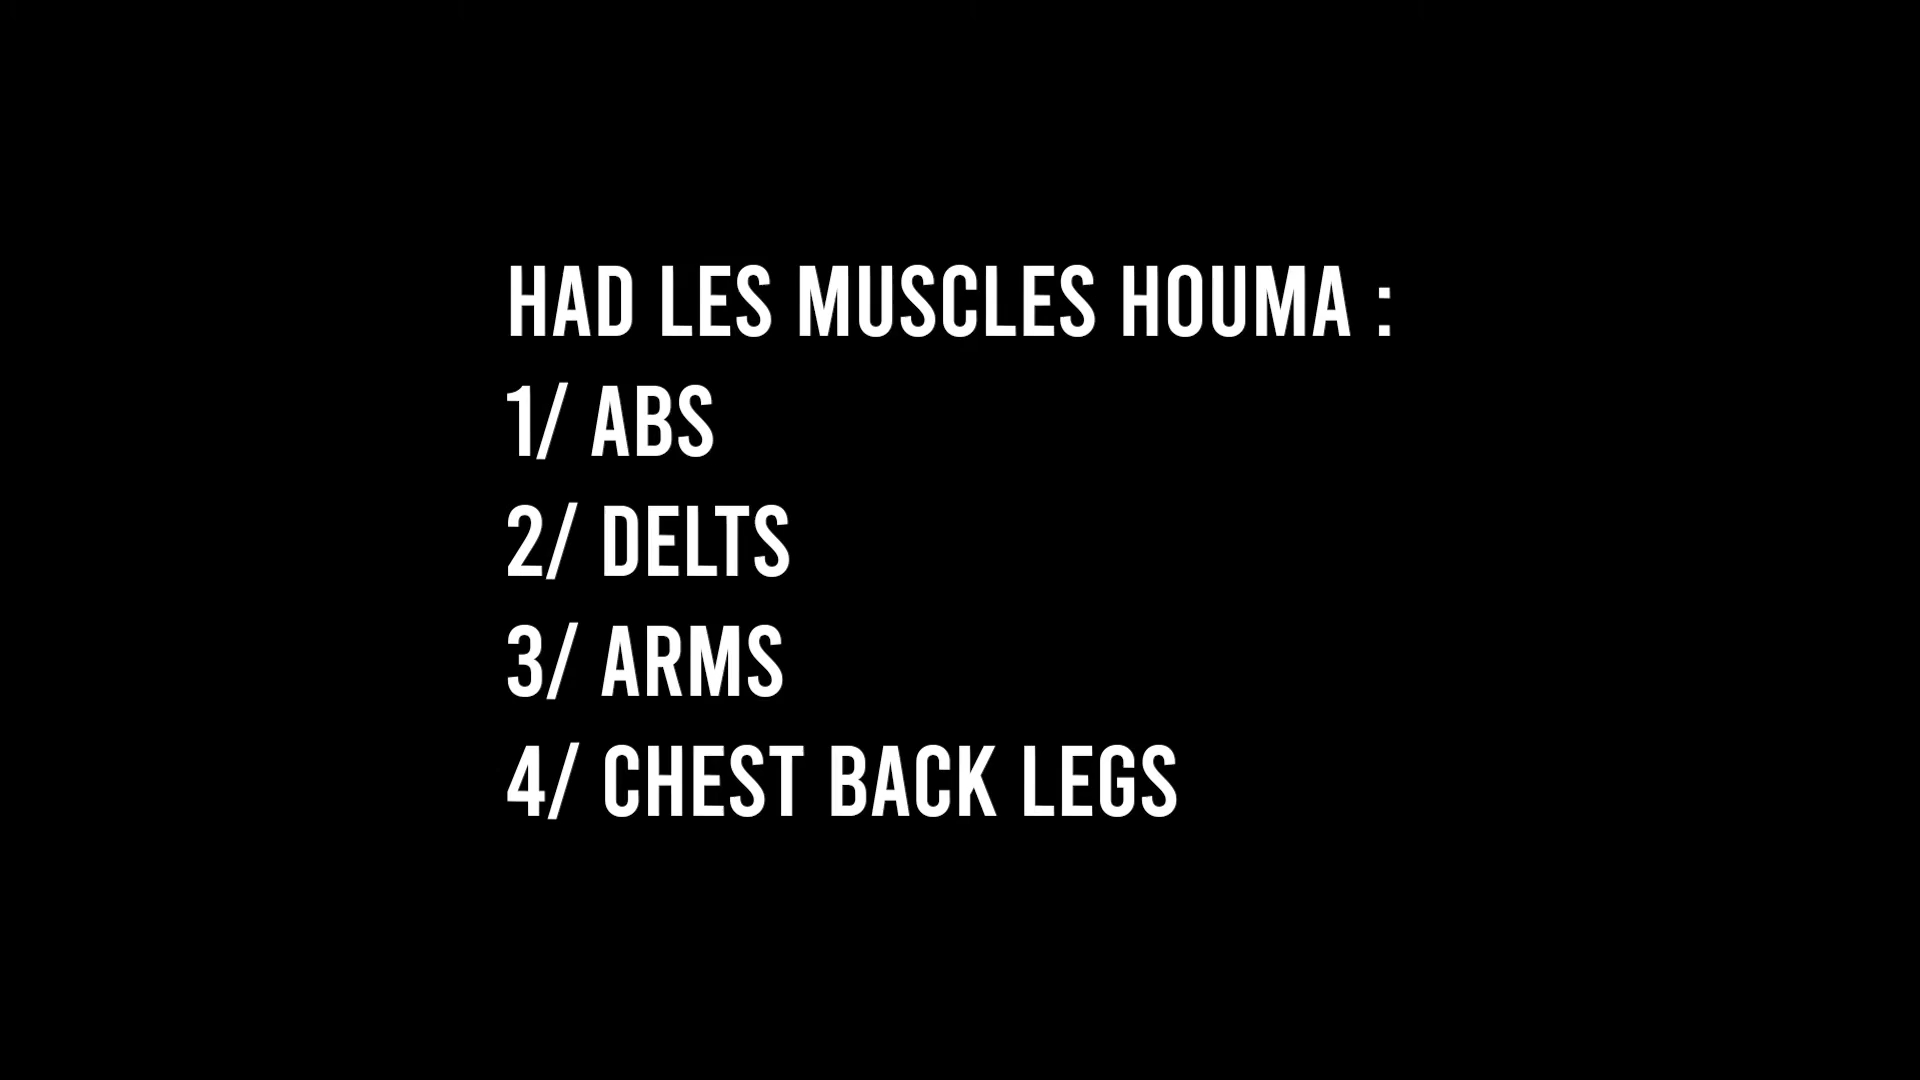 HAD LES MUSCLES HOUMA :
1/ ABS
2/ DELTS
3/ ARMS
4/ CHEST BACK LEGS